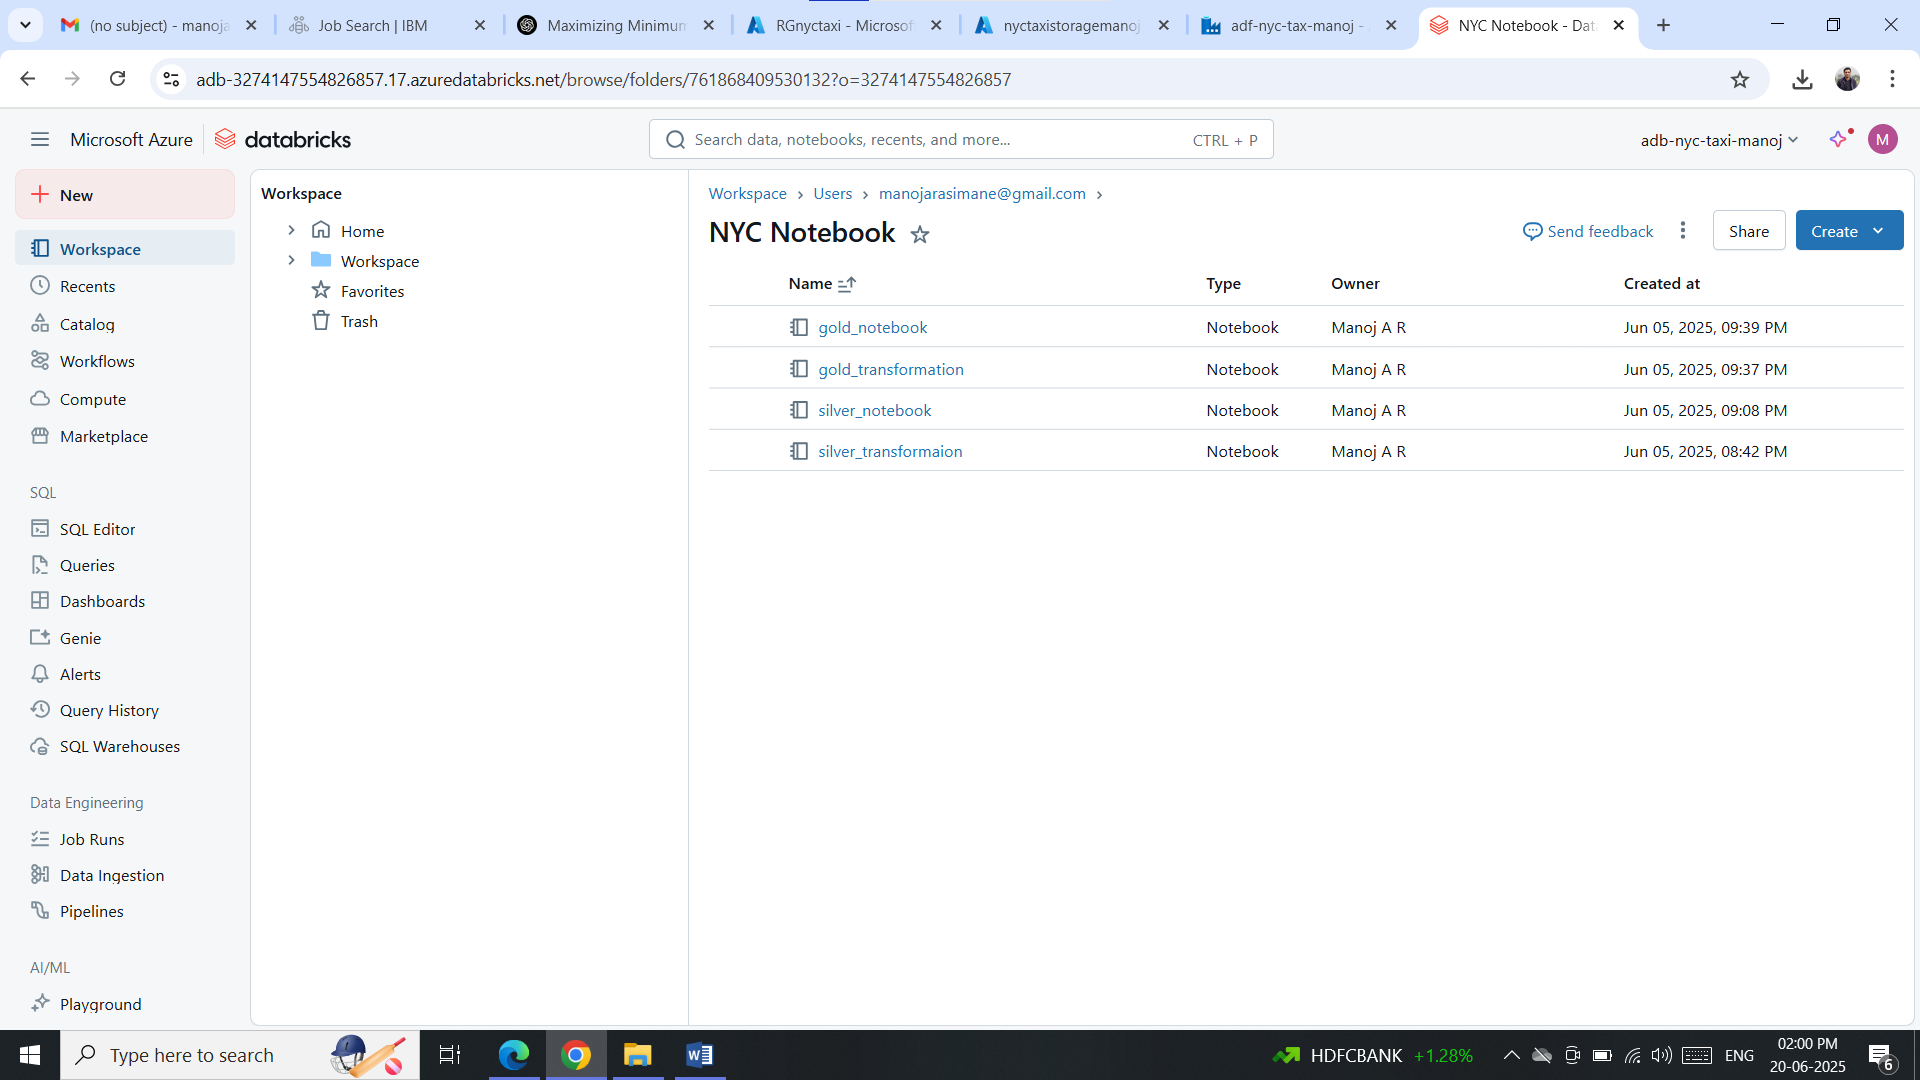 (no subject) - manoja
Job Search | IBM
Maximizing Minimum
RGnyctaxi - Microsof
nyctaxistoragemanoj
adf-nyc-tax-manoj -
NYC Notebook - Dat
adb-3274147554826857.17.azuredatabricks.net/browse/folders/761868409530132?o=3274147554826857
Microsoft Azure
databricks
Search data, notebooks, recents, and more...
CTRL + P
adb-nyc-taxi-manoj
M
New
Workspace
Recents
Catalog
Workflows
Compute
Marketplace
SQL
SQL Editor
Queries
Dashboards
Genie
Alerts
Query History
SQL Warehouses
Data Engineering
Job Runs
Data Ingestion
Pipelines
AI/ML
Playground
Workspace
Home
Workspace
Favorites
Trash
Workspace > Users > manojarasimane@gmail.com >
NYC Notebook
Send feedback
Share
Create
Name Type Owner Created at
gold_notebook Notebook Manoj A R Jun 05, 2025, 09:39 PM
gold_transformation Notebook Manoj A R Jun 05, 2025, 09:37 PM
silver_notebook Notebook Manoj A R Jun 05, 2025, 09:08 PM
silver_transformaion Notebook Manoj A R Jun 05, 2025, 08:42 PM
Type here to search
HDFCBANK +1.28%
ENG
02:00 PM
20-06-2025
6